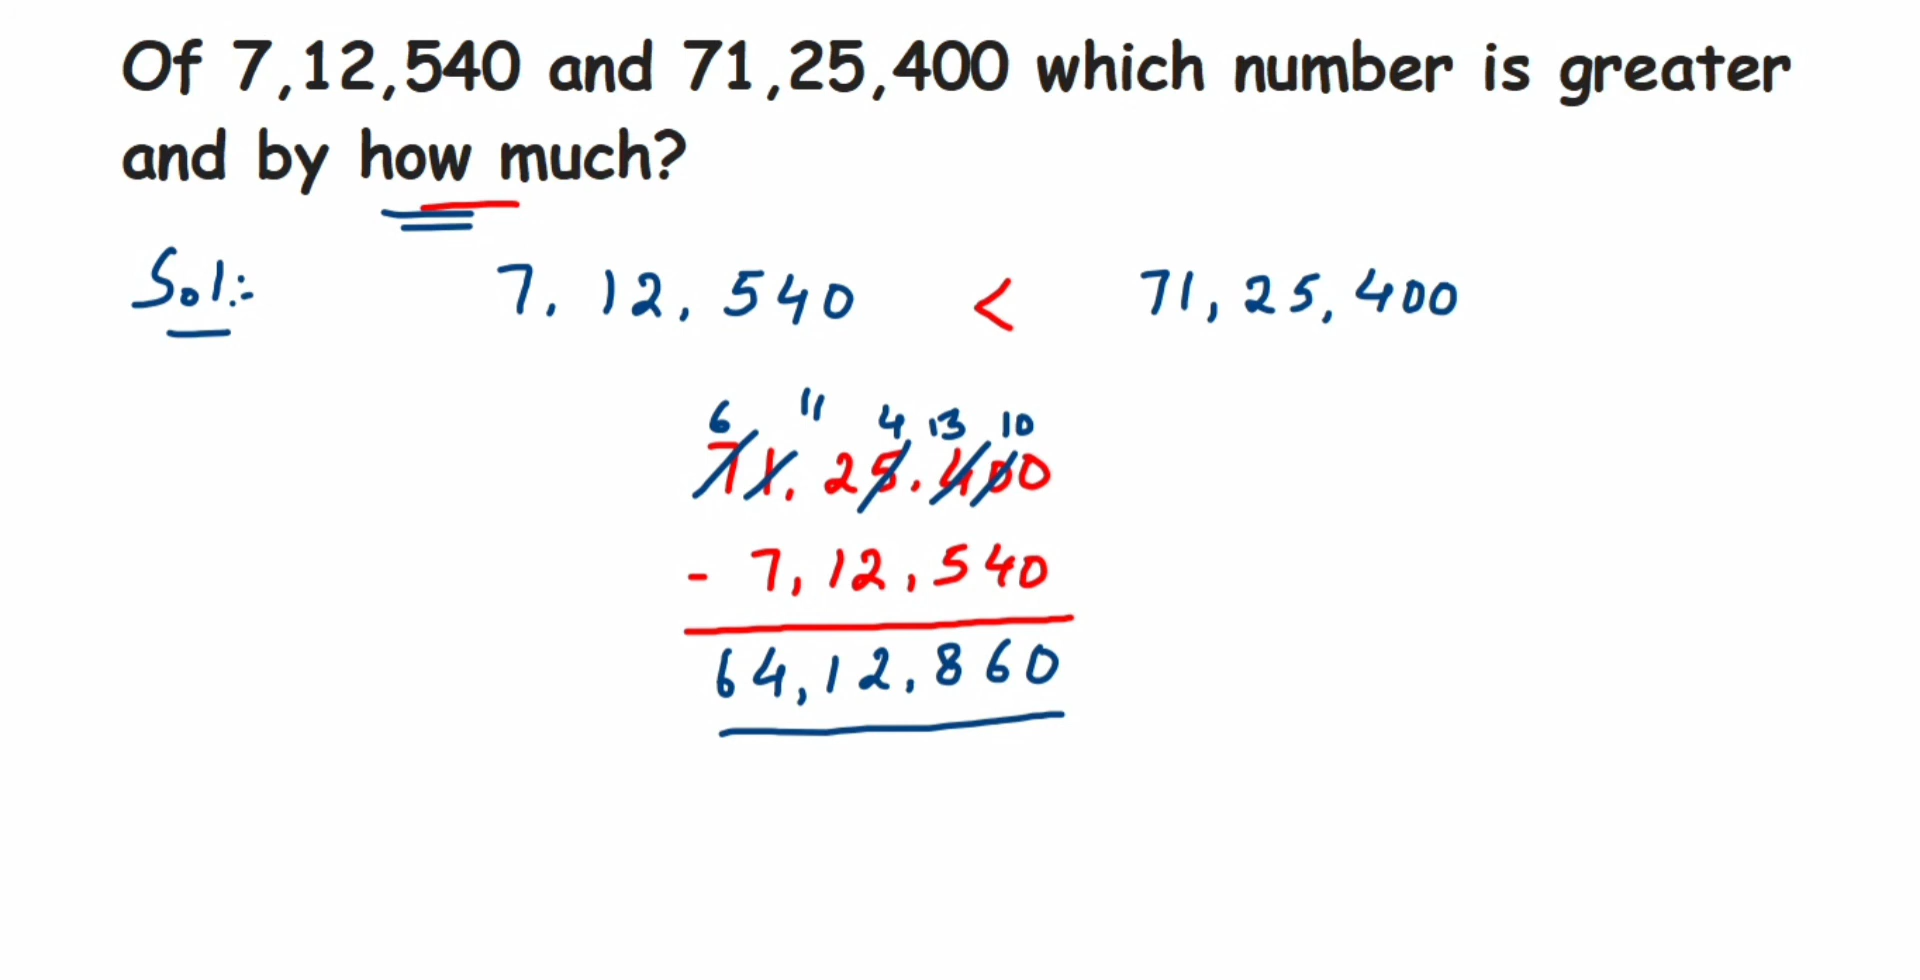 Of 7,12,540 and 71,25,400 which number is greater
and by how much?
Sol:- 7, 12, 540 < 71, 25, 400
6 11 4 13 10
71. 25. 400
- 7, 12, 540
64, 12, 860